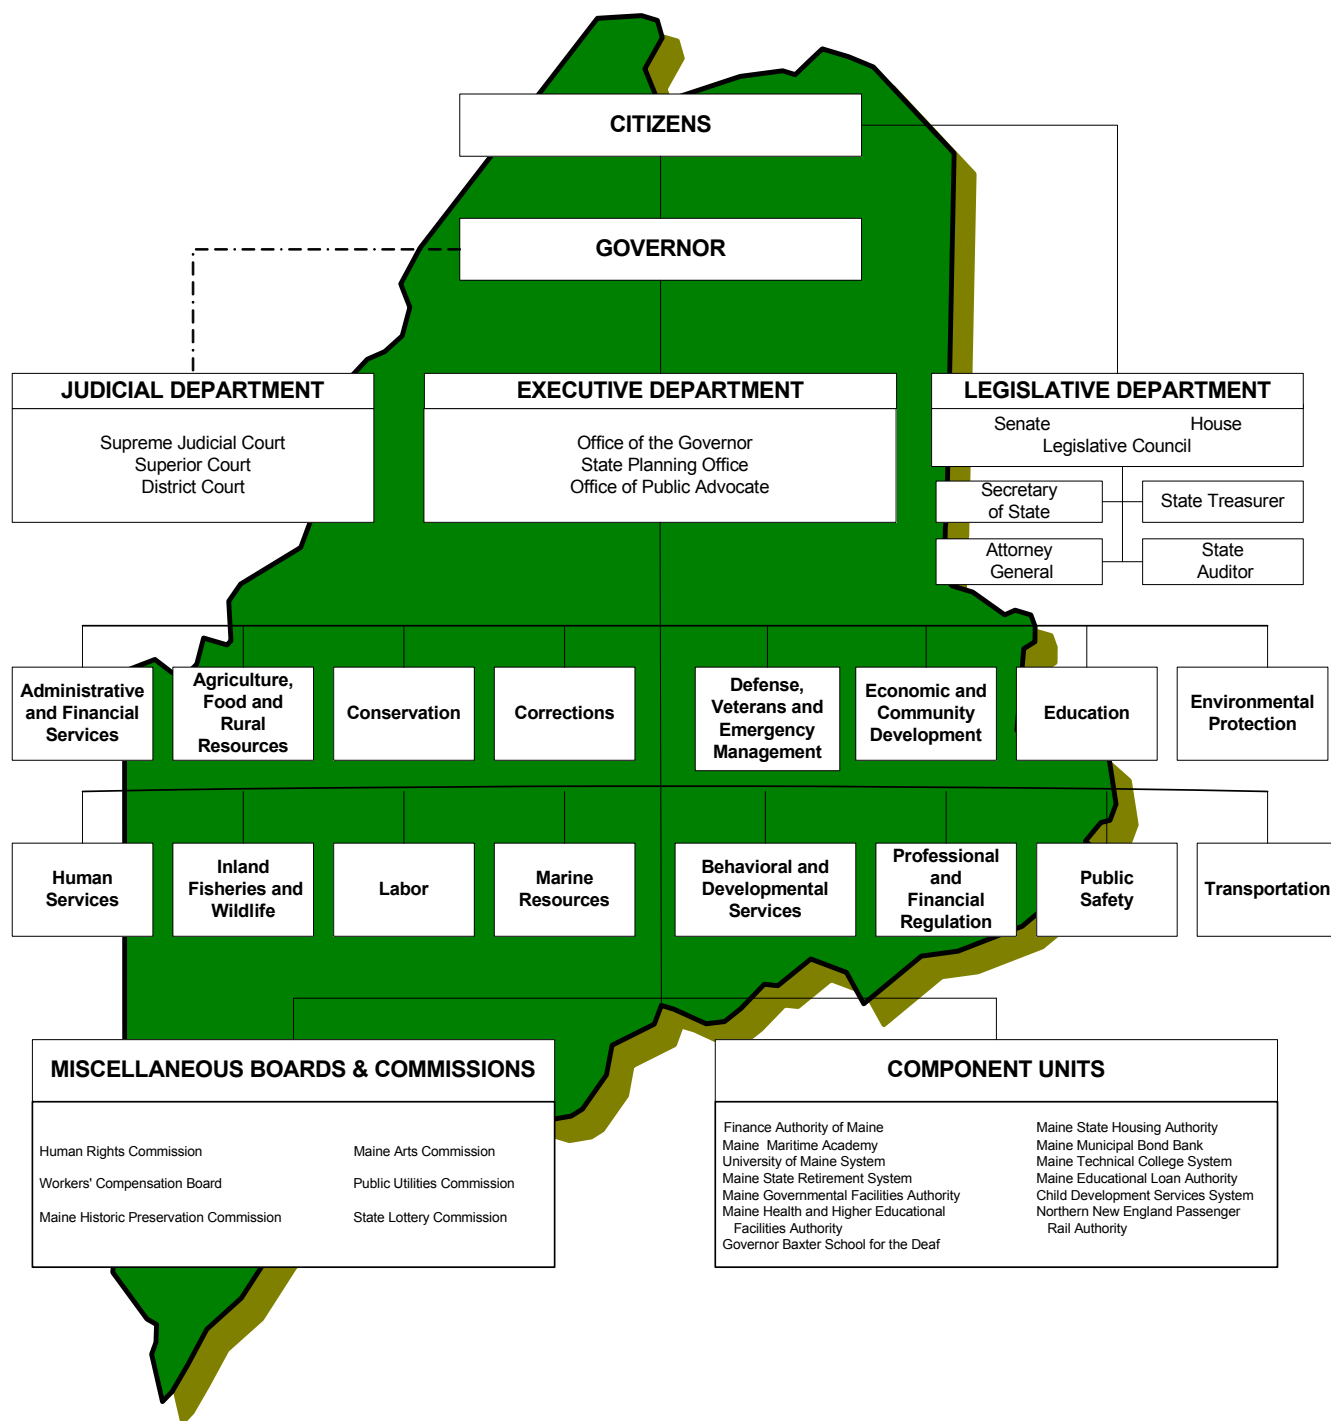 CITIZENS
GOVERNOR
JUDICIAL DEPARTMENT
Supreme Judicial Court
Superior Court
District Court
EXECUTIVE DEPARTMENT
Office of the Governor
State Planning Office
Office of Public Advocate
LEGISLATIVE DEPARTMENT
Senate House
Legislative Council
Secretary
of State
State Treasurer
Attorney
General
State
Auditor
Administrative
and Financial
Services
Agriculture,
Food and
Rural
Resources
Conservation
Corrections
Defense,
Veterans and
Emergency
Management
Economic and
Community
Development
Education
Environmental
Protection
Human
Services
Inland
Fisheries and
Wildlife
Labor
Marine
Resources
Behavioral and
Developmental
Services
Professional
and
Financial
Regulation
Public
Safety
Transportation
MISCELLANEOUS BOARDS & COMMISSIONS
Human Rights Commission
Workers' Compensation Board
Maine Historic Preservation Commission
Maine Arts Commission
Public Utilities Commission
State Lottery Commission
COMPONENT UNITS
Finance Authority of Maine
Maine Maritime Academy
University of Maine System
Maine State Retirement System
Maine Governmental Facilities Authority
Maine Health and Higher Educational
Facilities Authority
Governor Baxter School for the Deaf
Maine State Housing Authority
Maine Municipal Bond Bank
Maine Technical College System
Maine Educational Loan Authority
Child Development Services System
Northern New England Passenger
Rail Authority